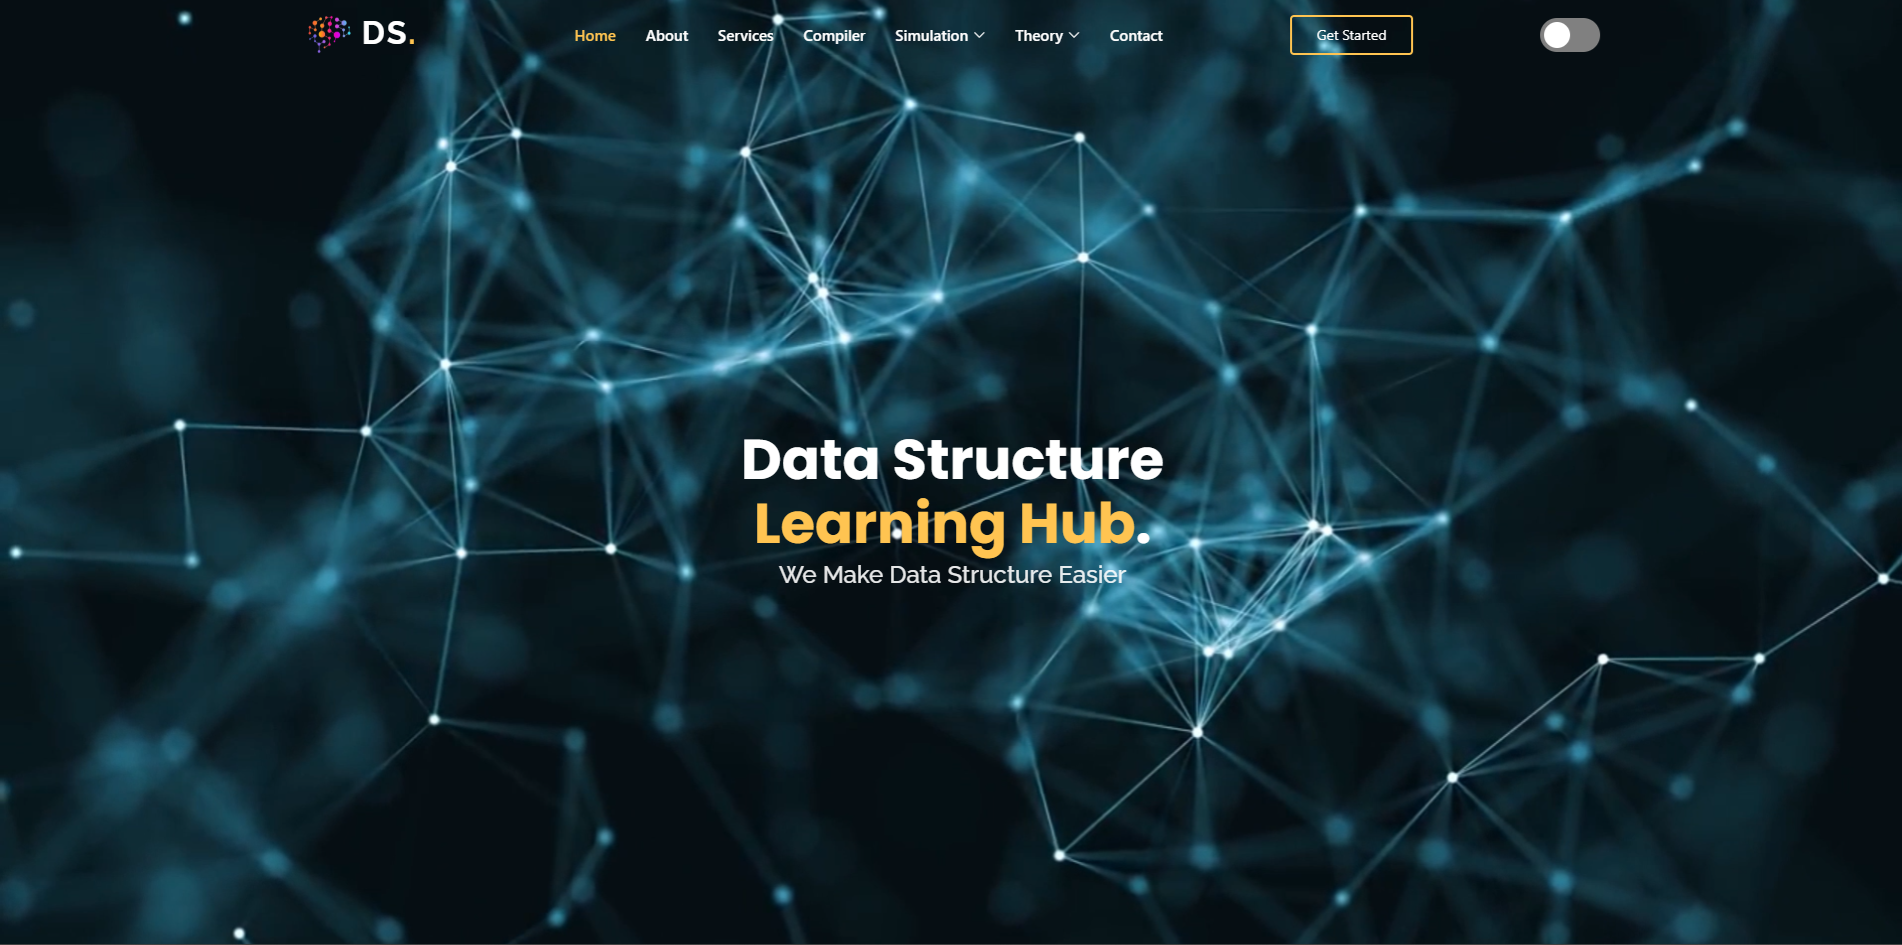 DS.
Home About Services Compiler Simulation Theory Contact Get Started
Data Structure
Learning Hub.
We Make Data Structure Easier